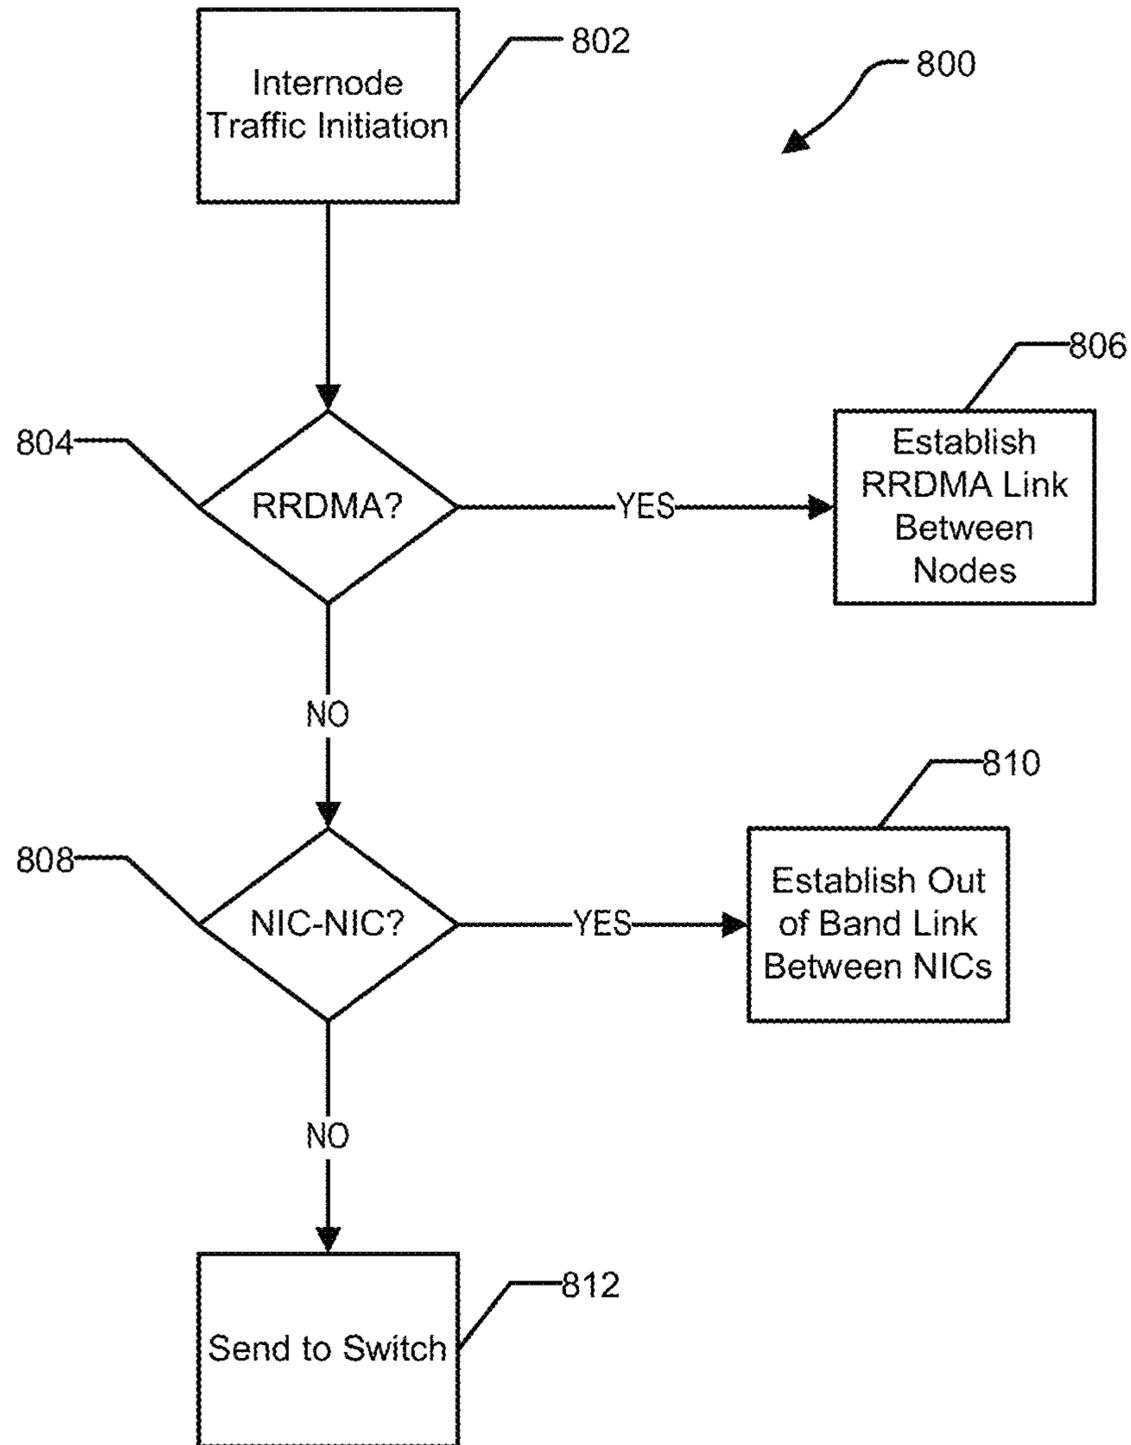 802
800
Internode
Traffic Initiation
806
804
RRDMA?
YES
Establish
RRDMA Link
Between
Nodes
NO
810
808
NIC-NIC?
YES
Establish Out
of Band Link
Between NICs
NO
812
Send to Switch